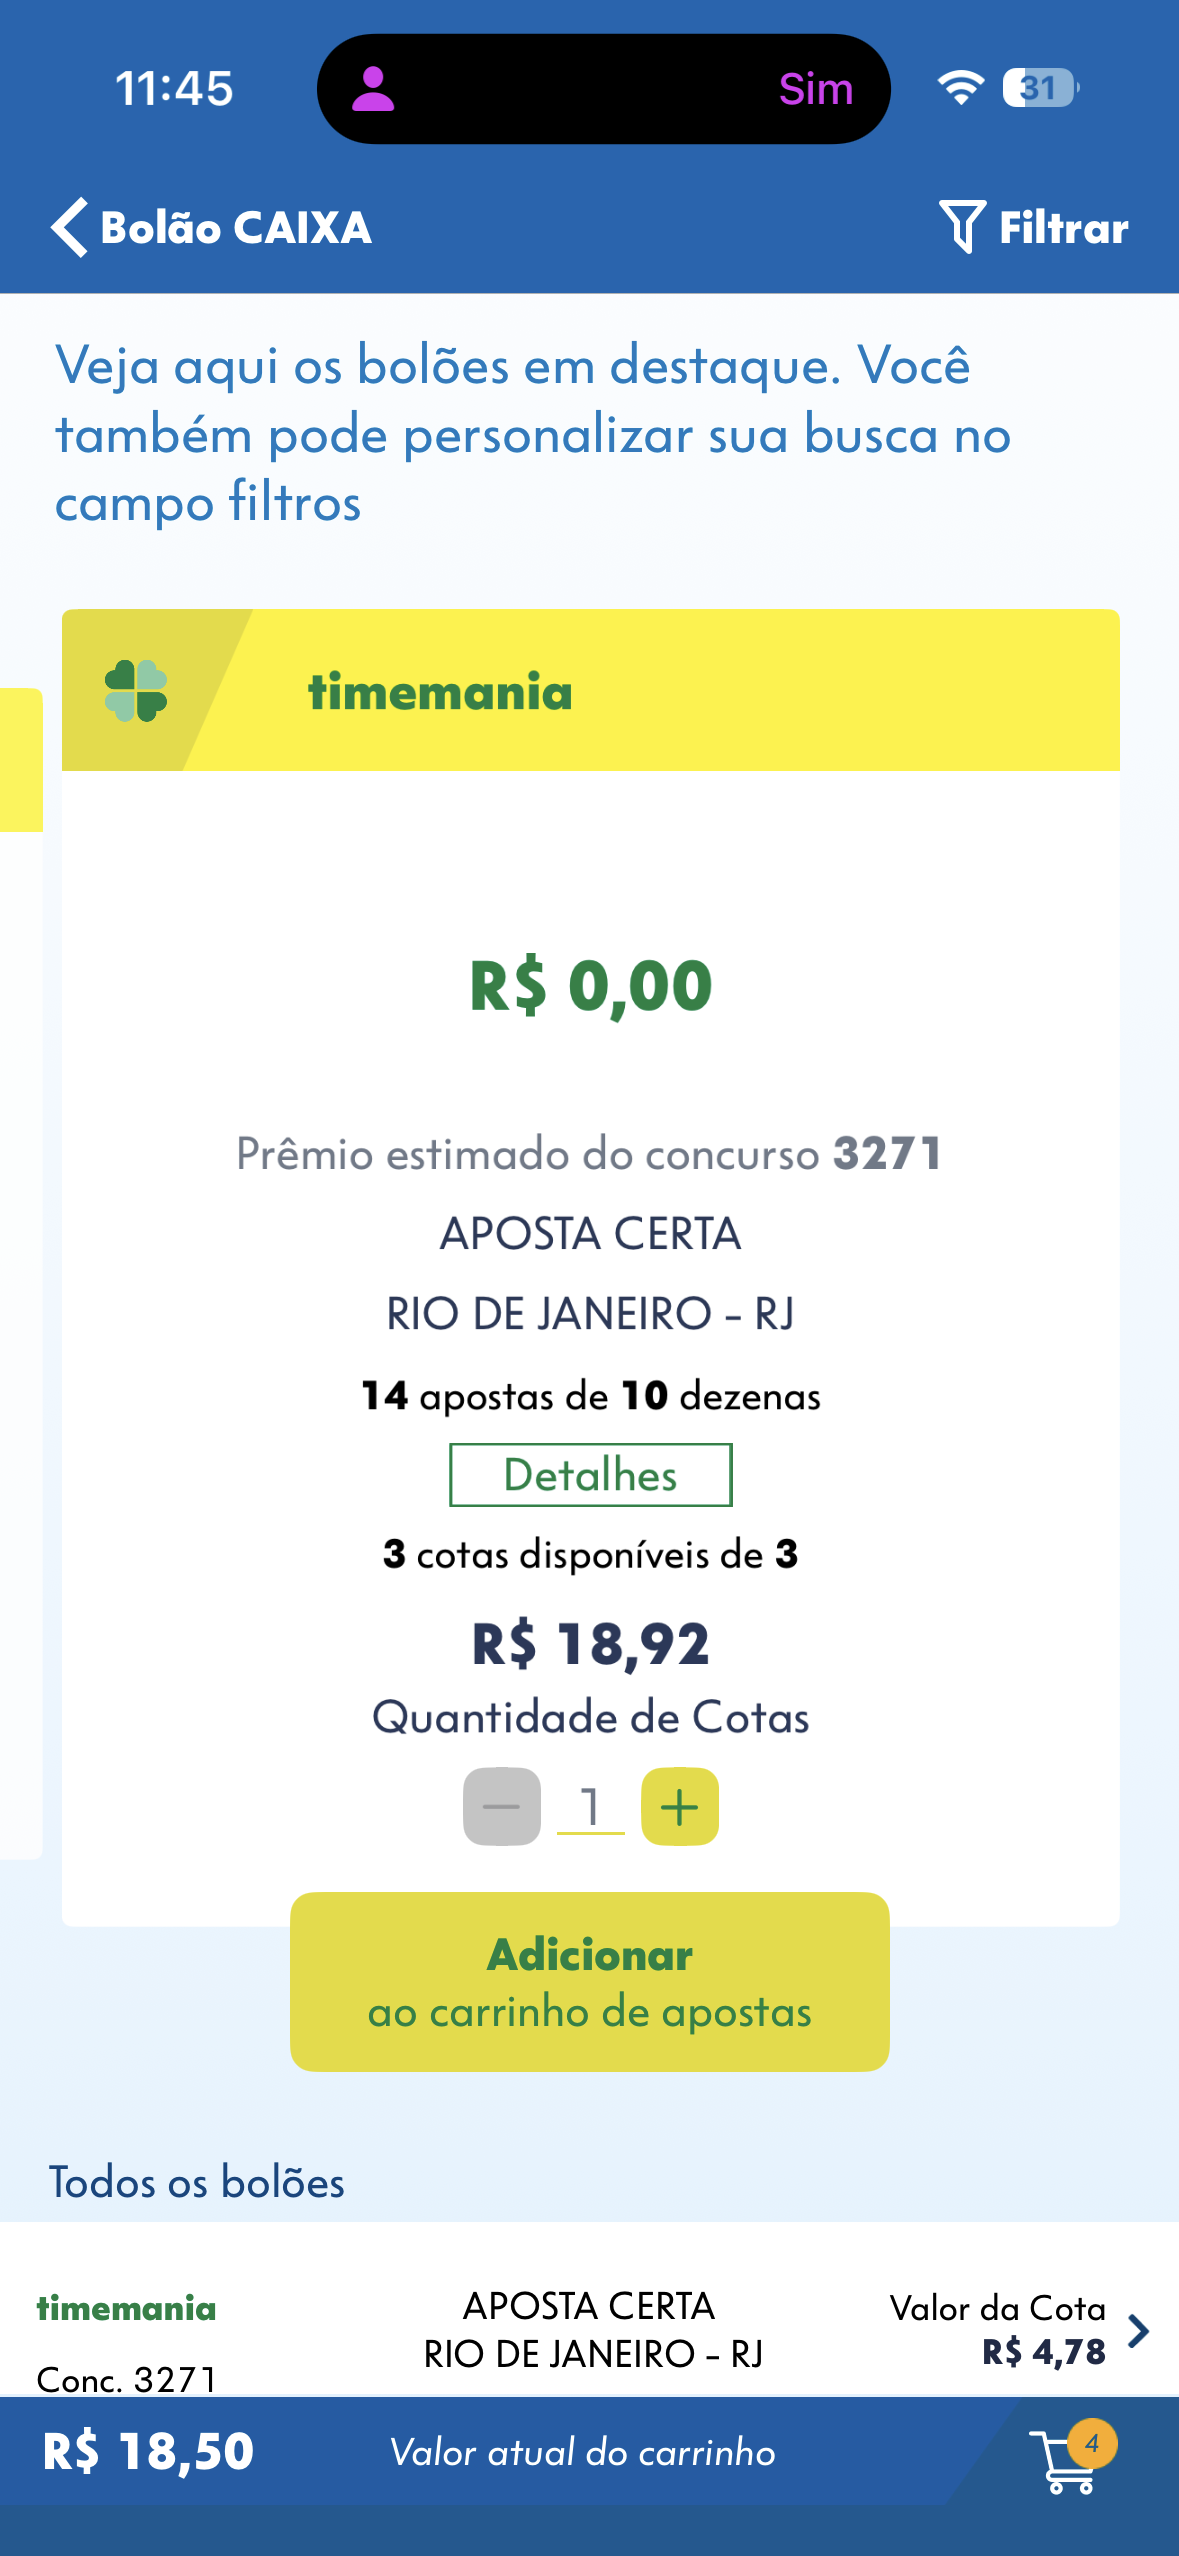 11:45
Sim
31
Bolão CAIXA
Filtrar
Veja aqui os bolões em destaque. Você
também pode personalizar sua busca no
campo filtros
timemania
R$ 0,00
Prêmio estimado do concurso 3271
APOSTA CERTA
RIO DE JANEIRO - RJ
14 apostas de 10 dezenas
Detalhes
3 cotas disponíveis de 3
R$ 18,92
Quantidade de Cotas
1
Adicionar
ao carrinho de apostas
Todos os bolões
timemania
Conc. 3271
APOSTA CERTA
RIO DE JANEIRO - RJ
Valor da Cota
R$ 4,78
R$ 18,50
Valor atual do carrinho
4